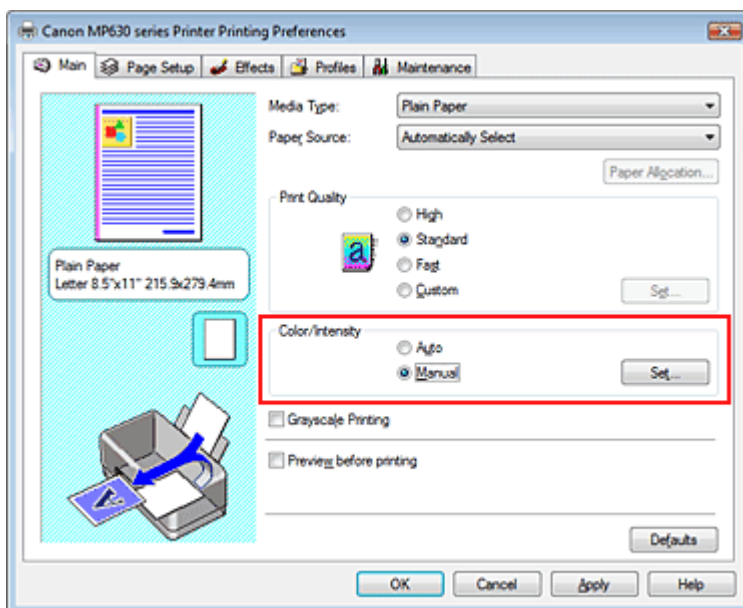 Canon MP630 series Printer Printing Preferences
Main Page Setup Effects Profiles Maintenance
Media Type: Plain Paper
Paper Source: Automatically Select
Paper Allocation...
Print Quality
High
a Standard
Fast
Custom Set...
Plain Paper
Letter 8.5"x11" 215.9x279.4mm
Color/Intensity
Auto
Manual Set...
Grayscale Printing
Preview before printing
A
Defaults
OK Cancel Apply Help